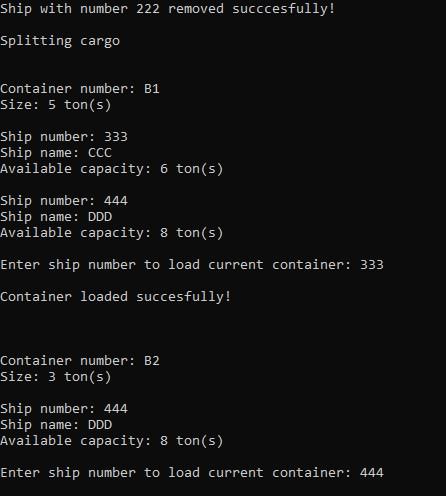 Ship with number 222 removed succcesfully!
Splitting cargo
Container number: B1
Size: 5 ton(s)
Ship number: 333
Ship name: CCC
Available capacity: 6 ton(s)
Ship number: 444
Ship name: DDD
Available capacity: 8 ton(s)
Enter ship number to load current container: 333
Container loaded succesfully!
Container number: B2
Size: 3 ton(s)
Ship number: 444
Ship name: DDD
Available capacity: 8 ton(s)
Enter ship number to load current container: 444